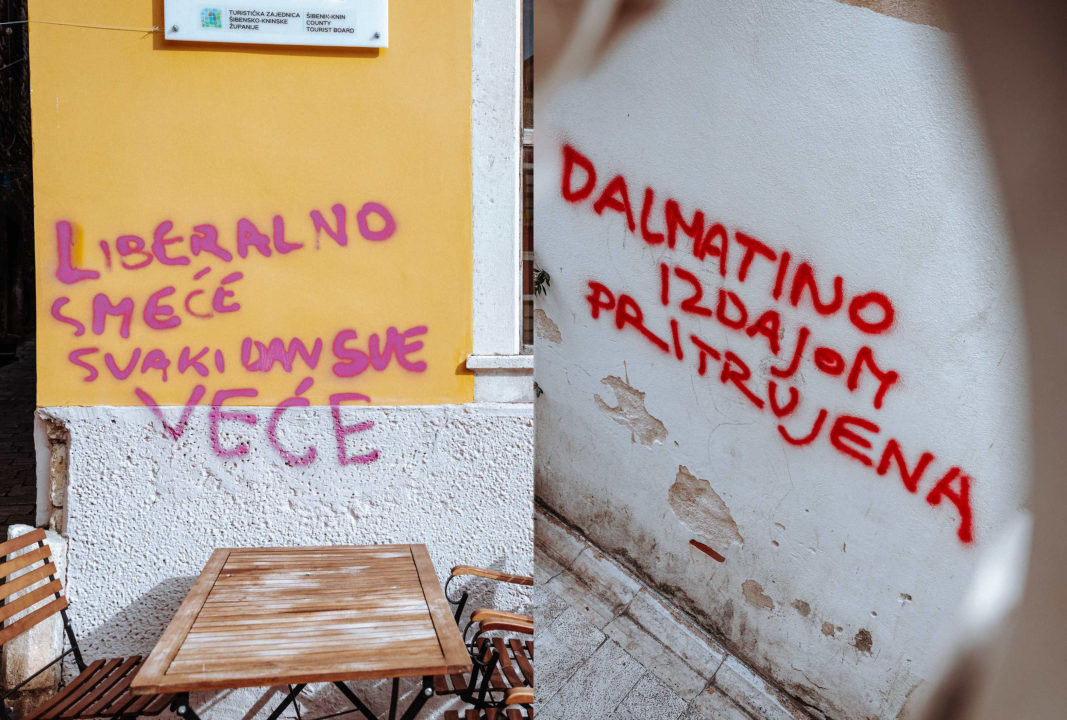 TURISTIČKA ZAJEDNICA
ŠIBENSKO-KNINSKE
ŽUPANIJE
ŠIBENIK-KNIN
COUNTY
TOURIST BOARD
LIBERALNO
SMEĆE
SVAKI DAN SVE
VEĆE
DALMATINO
IZDAJOM
PRITRUJENA